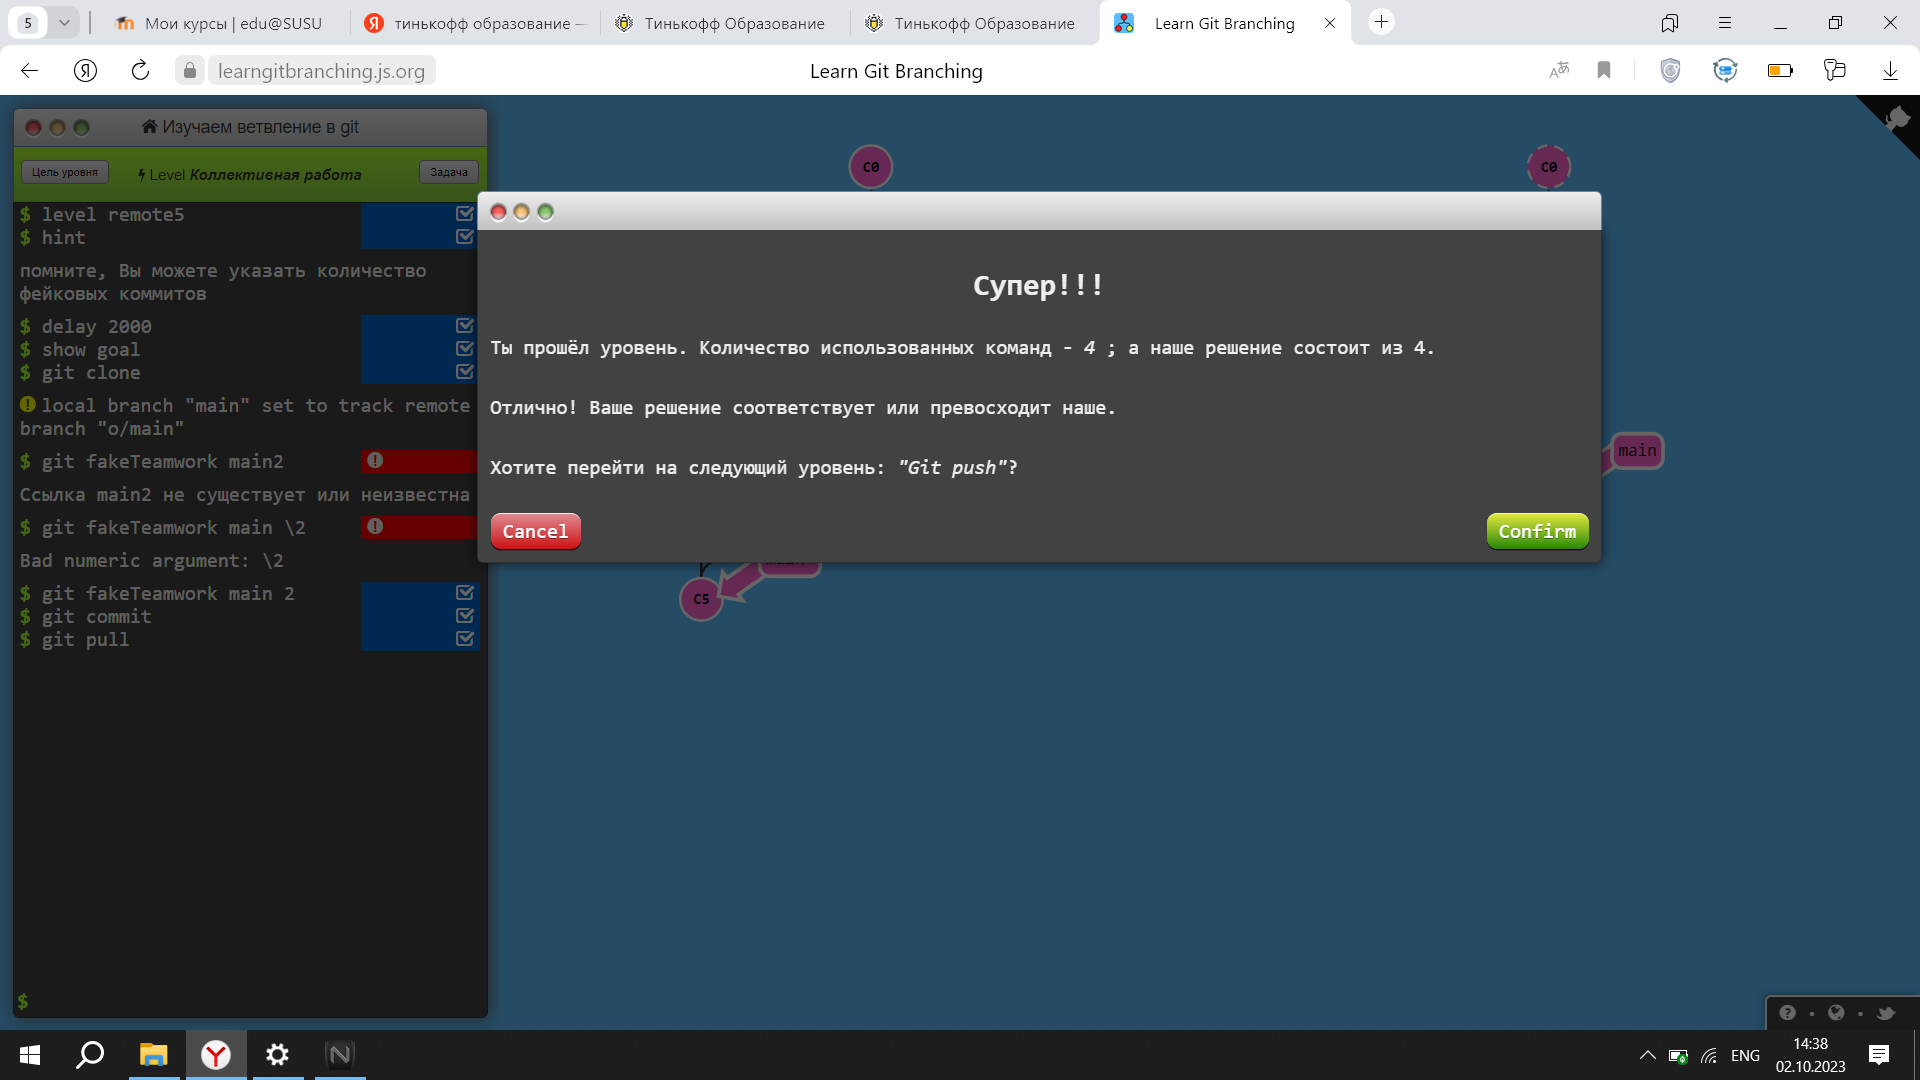 5
Мои курсы | edu@SUSU
тинькофф образование —
Тинькофф Образование
Тинькофф Образование
Learn Git Branching
learngitbranching.js.org
Learn Git Branching
Изучаем ветвление в git
Цель уровня
Level Коллективная работа
Задача
$ level remote5
$ hint
помните, Вы можете указать количество
фейковых коммитов
$ delay 2000
$ show goal
$ git clone
local branch "main" set to track remote
branch "o/main"
$ git fakeTeamwork main2
Ссылка main2 не существует или неизвестна
$ git fakeTeamwork main \2
Bad numeric argument: \2
$ git fakeTeamwork main 2
$ git commit
$ git pull
$
C0
C0
Супер!!!
Ты прошёл уровень. Количество использованных команд - 4 ; а наше решение состоит из 4.
Отлично! Ваше решение соответствует или превосходит наше.
Хотите перейти на следующий уровень: "Git push"?
Cancel
Confirm
main
C5
ENG
14:38
02.10.2023